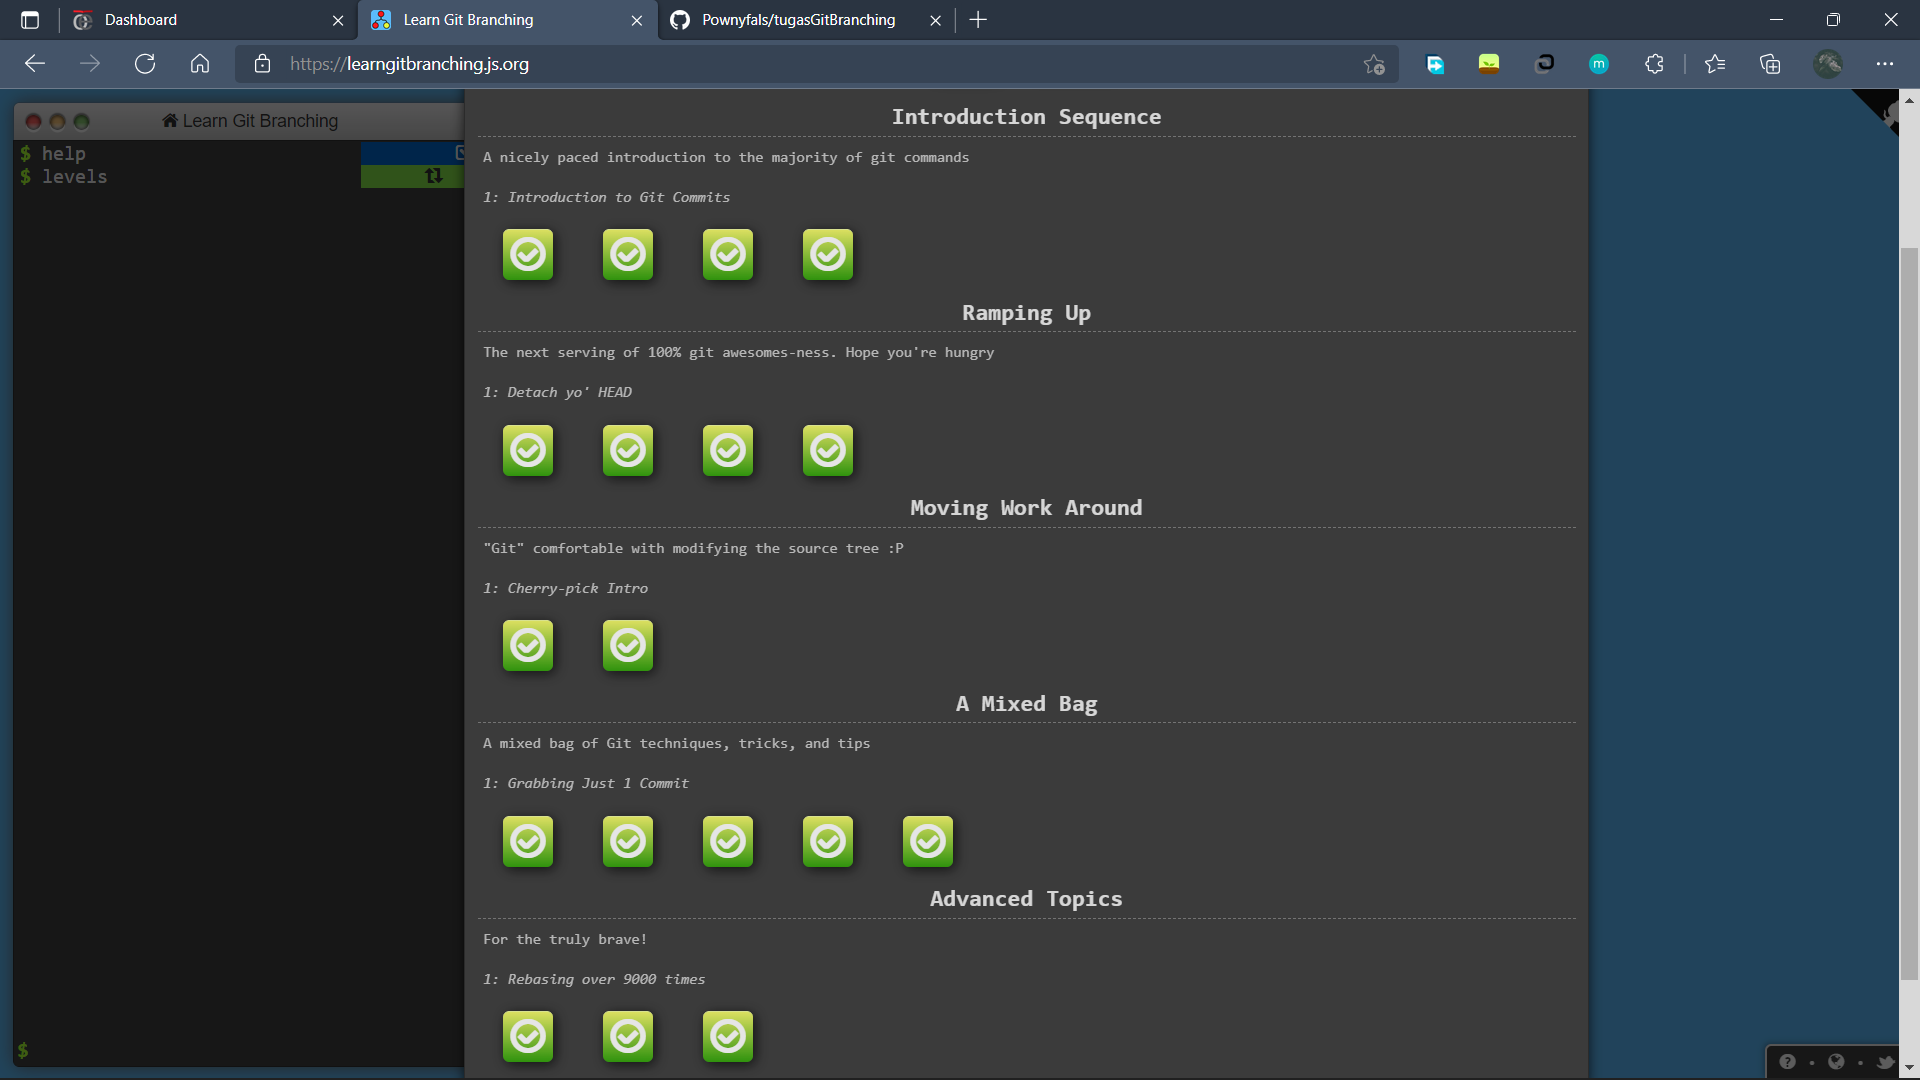 Dashboard
Learn Git Branching
Pownyfals/tugasGitBranching
https://learngitbranching.js.org
m
Learn Git Branching
$ help
$ levels
$
Introduction Sequence
A nicely paced introduction to the majority of git commands
1: Introduction to Git Commits
Ramping Up
The next serving of 100% git awesomes-ness. Hope you're hungry
1: Detach yo' HEAD
Moving Work Around
"Git" comfortable with modifying the source tree :P
1: Cherry-pick Intro
A Mixed Bag
A mixed bag of Git techniques, tricks, and tips
1: Grabbing Just 1 Commit
Advanced Topics
For the truly brave!
1: Rebasing over 9000 times